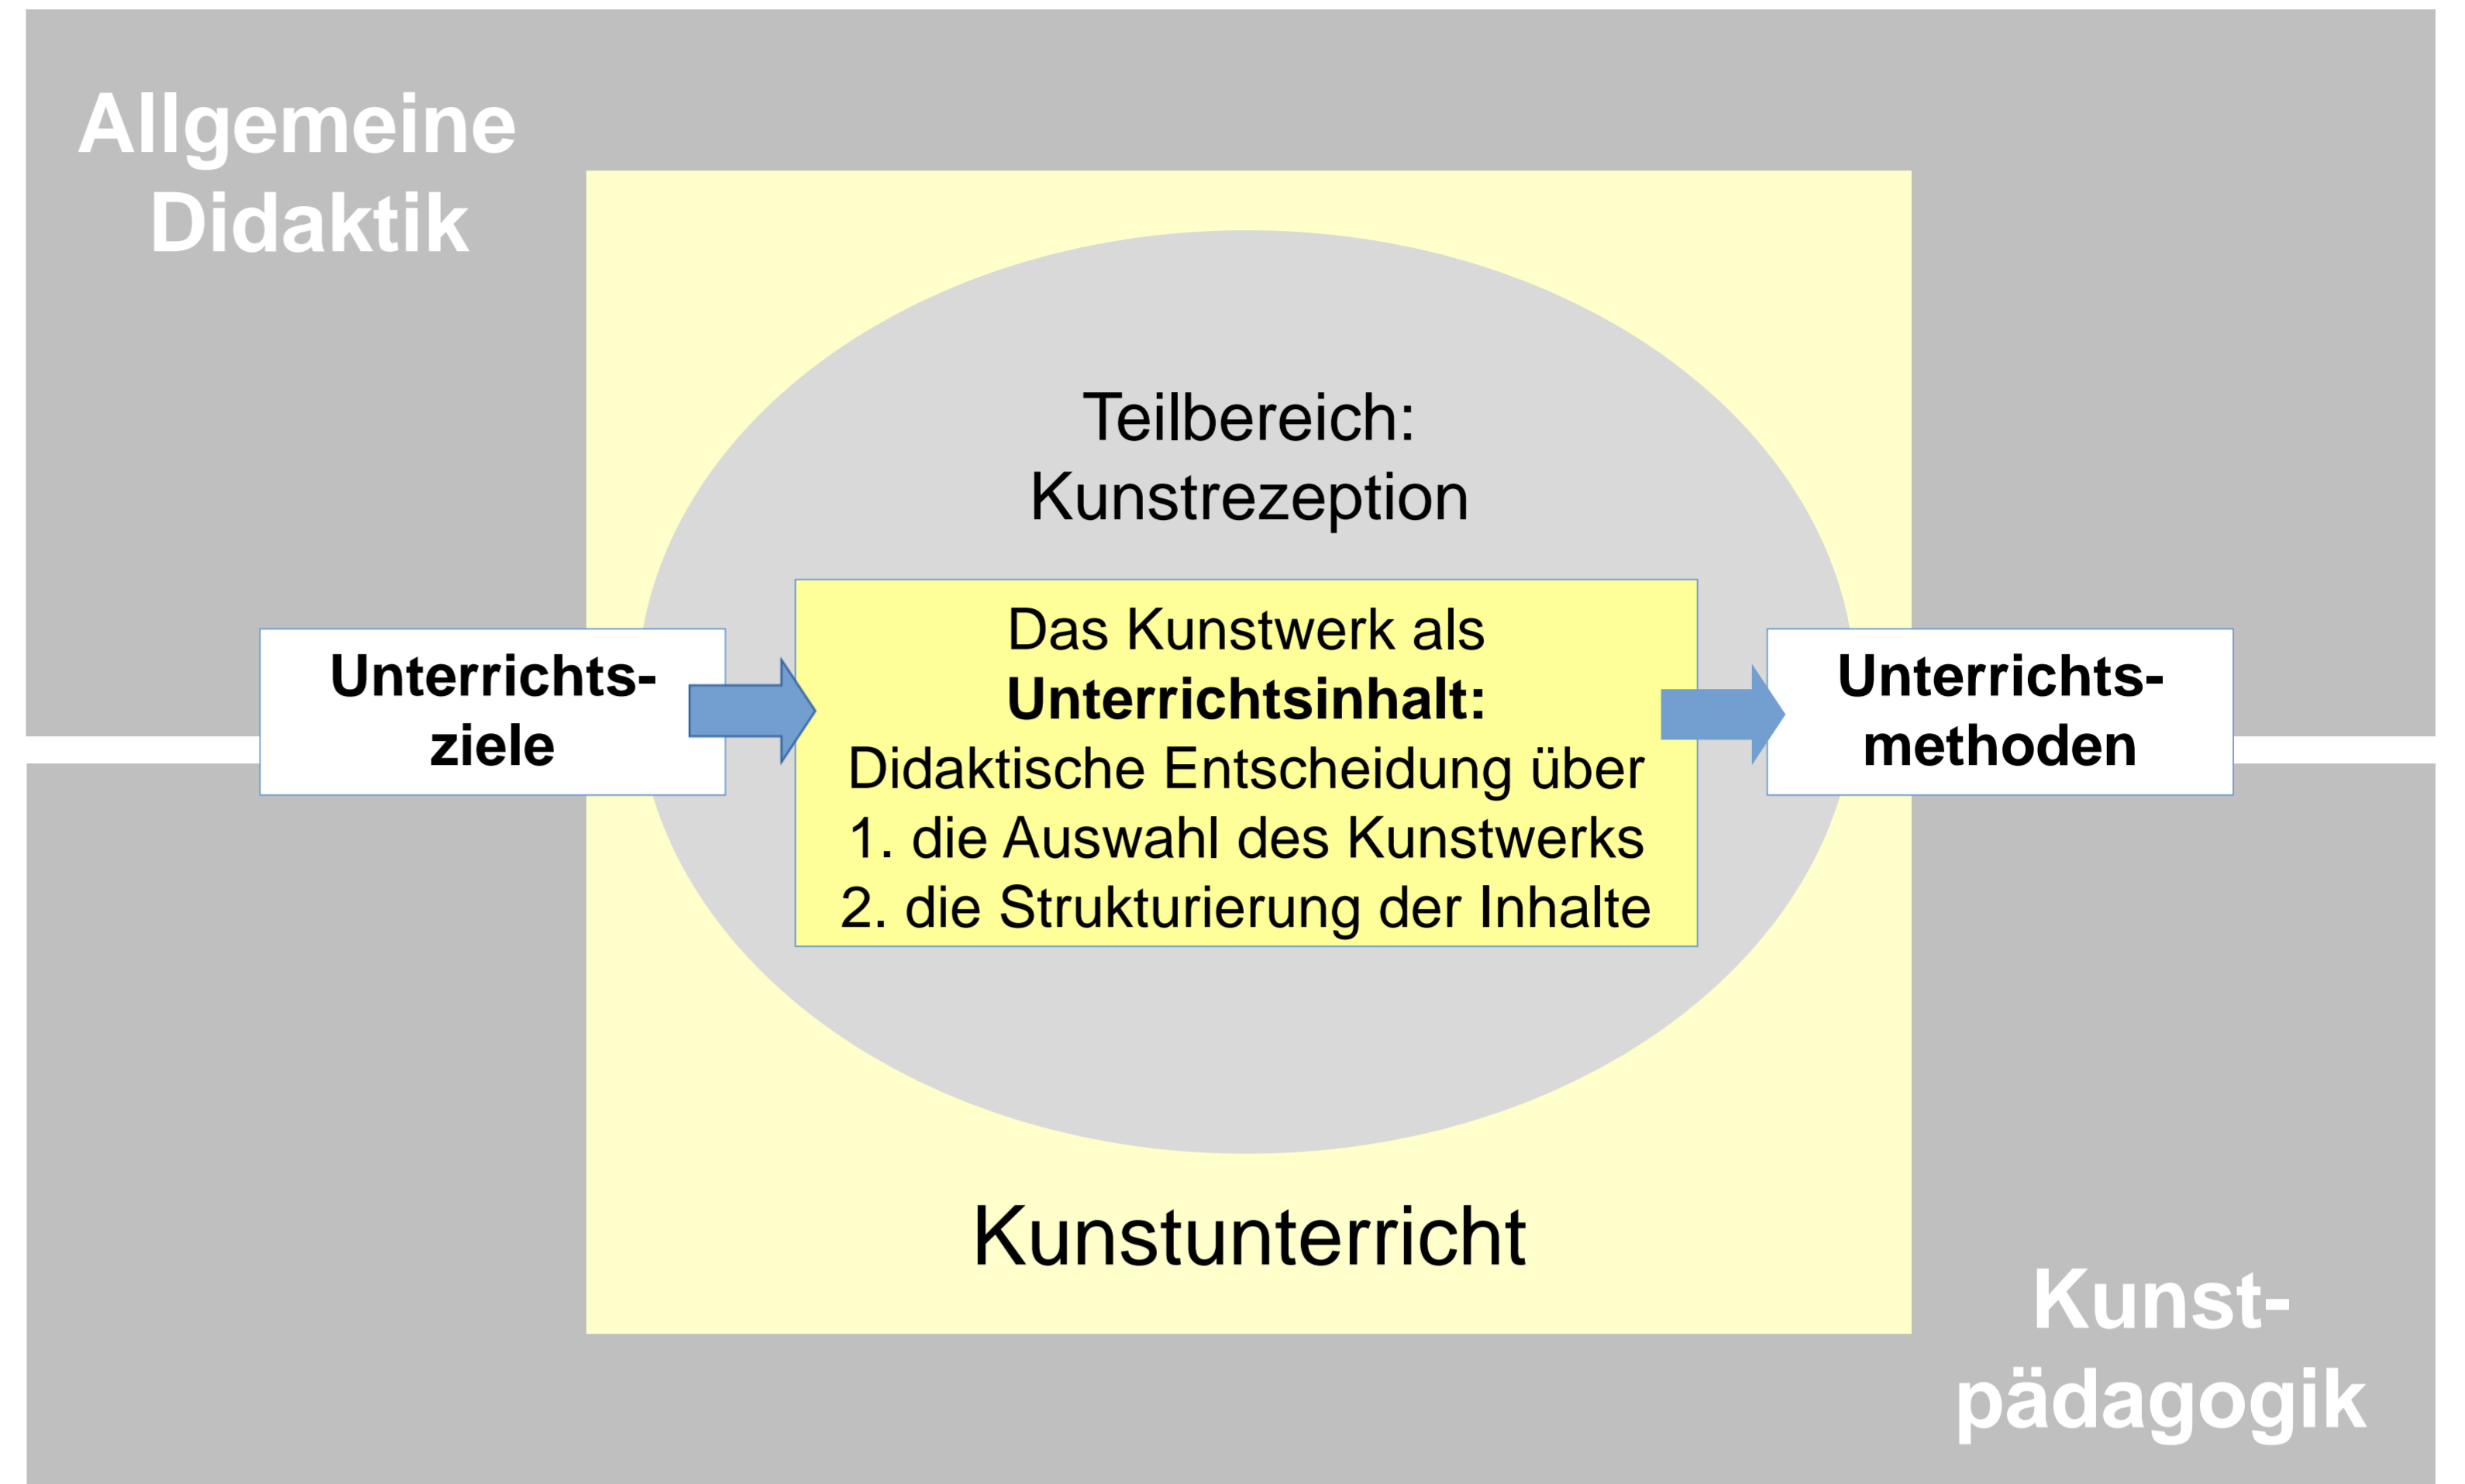 Allgemeine
Didaktik
Teilbereich:
Kunstrezeption
Unterrichts-
ziele
Das Kunstwerk als
Unterrichtsinhalt:
Didaktische Entscheidung über
1. die Auswahl des Kunstwerks
2. die Strukturierung der Inhalte
Unterrichts-
methoden
Kunstunterricht
Kunst-
pädagogik